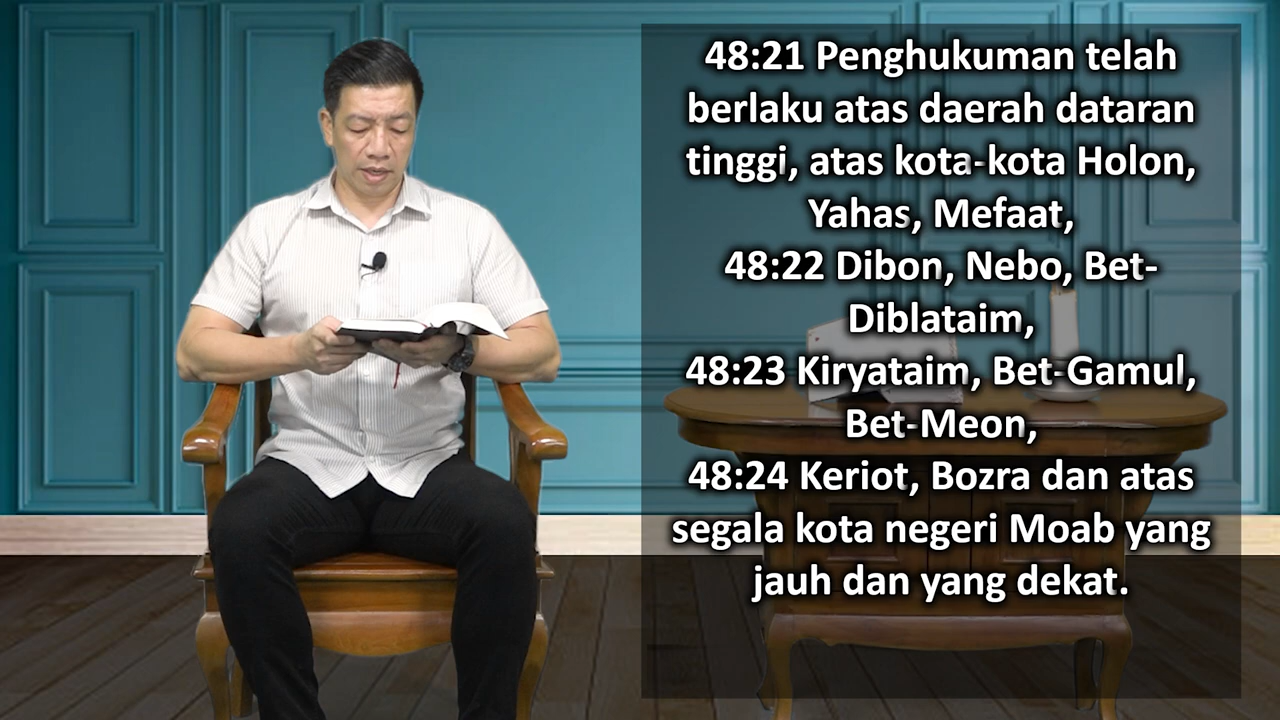 48:21 Penghukuman telah
berlaku atas daerah dataran
tinggi, atas kota-kota Holon,
Yahas, Mefaat,
48:22 Dibon, Nebo, Bet-
Diblataim,
48:23 Kiryataim, Bet-Gamul,
Bet-Meon,
48:24 Keriot, Bozra dan atas
segala kota negeri Moab yang
jauh dan yang dekat.